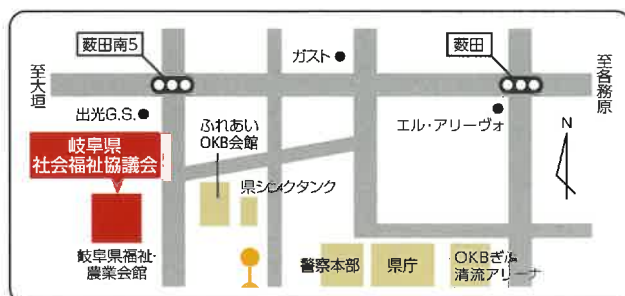 薮田南5
ガスト
薮田
至大垣
至各務原
出光G.S.
エル・アリーヴォ
N
ふれあい
OKB会館
岐阜県
社会福祉協議会
県シンクタンク
岐阜県福祉・
農業会館
警察本部
県庁
OKBぎふ
清流アリーナ